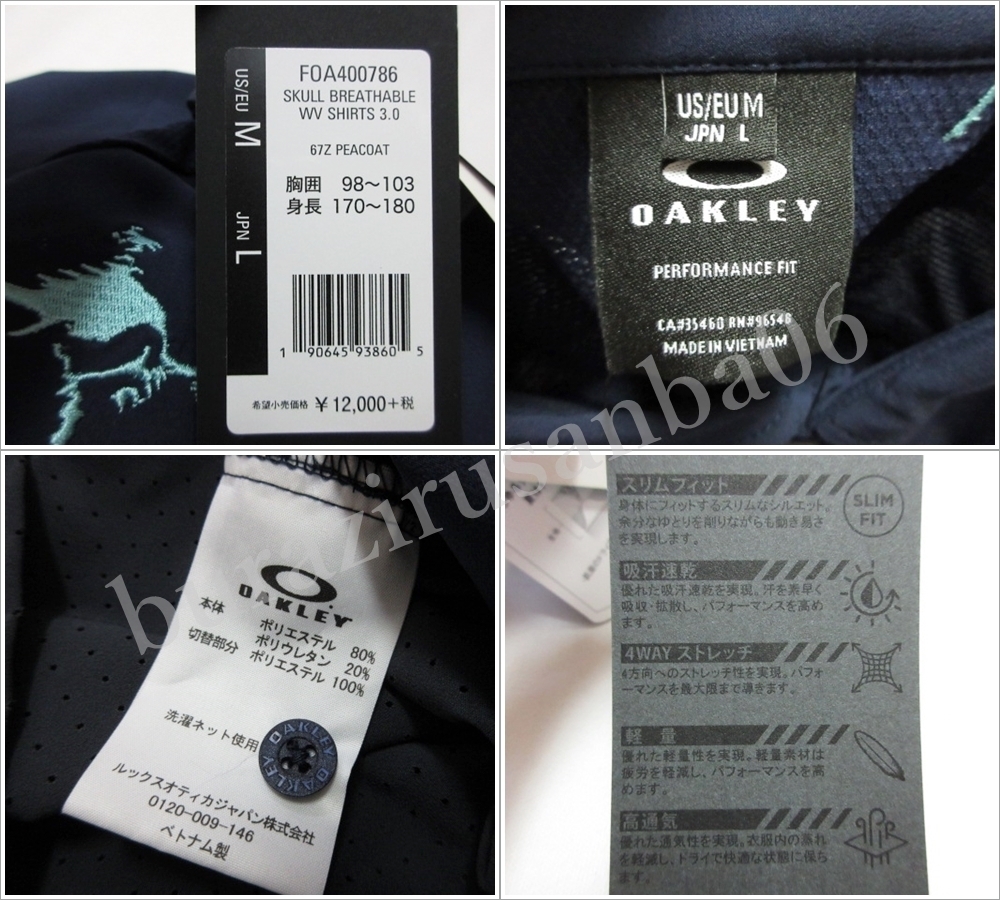 US/EU M
JPN L
FOA400786
SKULL BREATHABLE
WV SHIRTS 3.0
67Z PEACOAT
胸囲 98〜103
身長 170〜180
1 90645 93860 5
希望小売価格 ¥12,000+税
US/EU M
JPN L
OAKLEY
PERFORMANCE FIT
CA#35460 RN#96548
MADE IN VIETNAM
OAKLEY
本体 ポリエステル 80%
ポリウレタン 20%
切替部分 ポリエステル 100%
洗濯ネット使用
OAKLEY OAKLEY
ルックスオティカジャパン株式会社
0120-009-146
ベトナム製
スリムフィット
身体にフィットするスリムなシルエット。
余分なゆとりを削りながらも動き易さ
を実現します。
SLIM
FIT
吸汗速乾
優れた吸汗速乾を実現。汗を素早く
吸収・拡散し、パフォーマンスを高め
ます。
4WAY ストレッチ
4方向へのストレッチ性を実現。パフォ
ーマンスを最大限まで導きます。
軽量
優れた軽量性を実現。軽量素材は
疲労を軽減し、パフォーマンスを高
めます。
高通気
優れた通気性を実現。衣服内の蒸れ
を軽減し、ドライで快適な状態に保ち
ます。
AIR
burazirusanba06